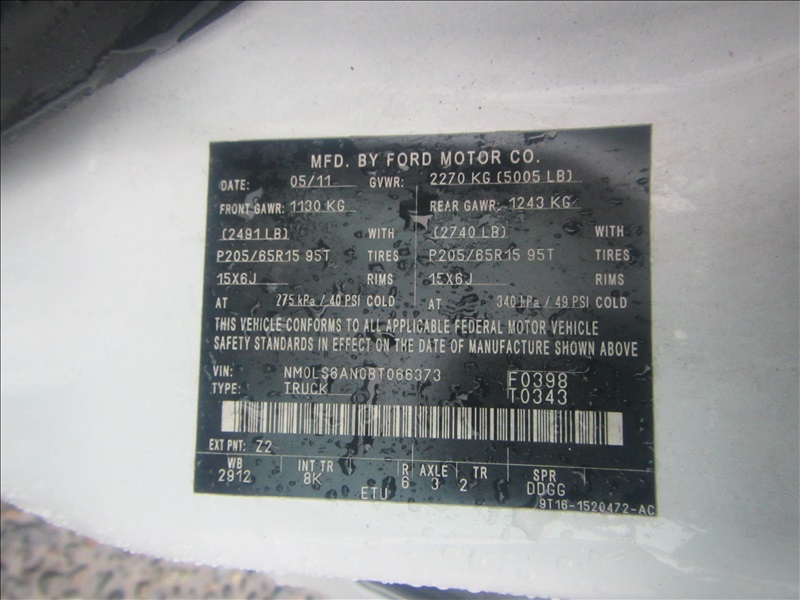 MFD. BY FORD MOTOR CO.
DATE: 05/11 GVWR: 2270 KG (5005 LB)
FRONT GAWR: 1130 KG REAR GAWR: 1243 KG
(2491 LB) WITH (2740 LB) WITH
P205/65R15 95T TIRES P205/65R15 95T TIRES
15X6J RIMS 15X6J RIMS
AT 275 kPa / 40 PSI COLD AT 340 kPa / 49 PSI COLD
THIS VEHICLE CONFORMS TO ALL APPLICABLE FEDERAL MOTOR VEHICLE
SAFETY STANDARDS IN EFFECT ON THE DATE OF MANUFACTURE SHOWN ABOVE
VIN: NM0LS6AN0BT066373 F0398
TYPE: TRUCK T0343
EXT PNT: Z2
WB INT TR R AXLE TR SPR
2912 8K 6 3 2 DDGG
ETU 9T16-1520472-AC